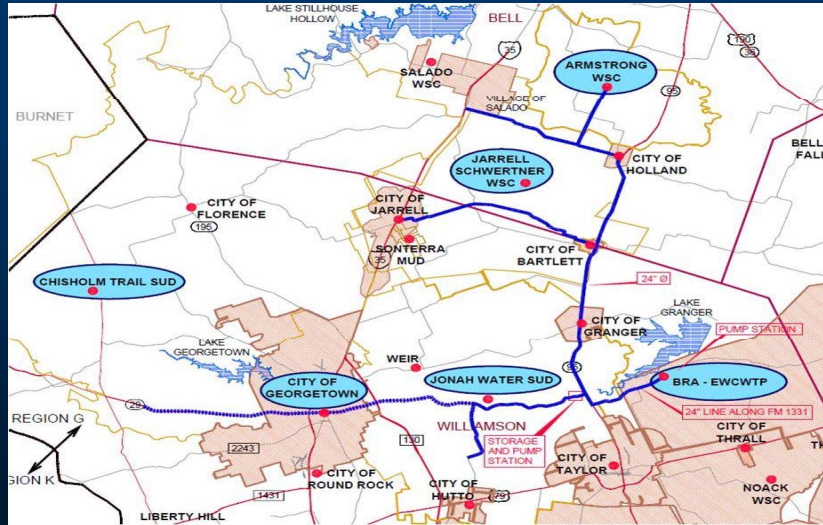 LAKE STILLHOUSE
HOLLOW
BELL
35
190
35
SALADO
WSC
ARMSTRONG
WSC
95
VILLAGE OF
SALADO
BURNET
BELL
FALL
JARRELL
SCHWERTNER
WSC
CITY OF
HOLLAND
CITY OF
FLORENCE
195
CITY OF
JARRELL
SONTERRA
MUD
35
CITY OF
BARTLETT
24" Ø
CHISHOLM TRAIL SUD
LAKE
GRANGER
CITY OF
GRANGER
PUMP STATION
LAKE
GEORGETOWN
WEIR
95
CITY OF
GEORGETOWN
JONAH WATER SUD
BRA - EWCWTP
29
24" LINE ALONG FM 1331
REGION G
GION K
2243
130
WILLIAMSON
STORAGE
AND PUMP
STATION
CITY OF
THRALL
TH
CITY OF
TAYLOR
CITY OF
ROUND ROCK
1431
CITY OF
HUTTO
79
NOACK
WSC
LIBERTY HILL